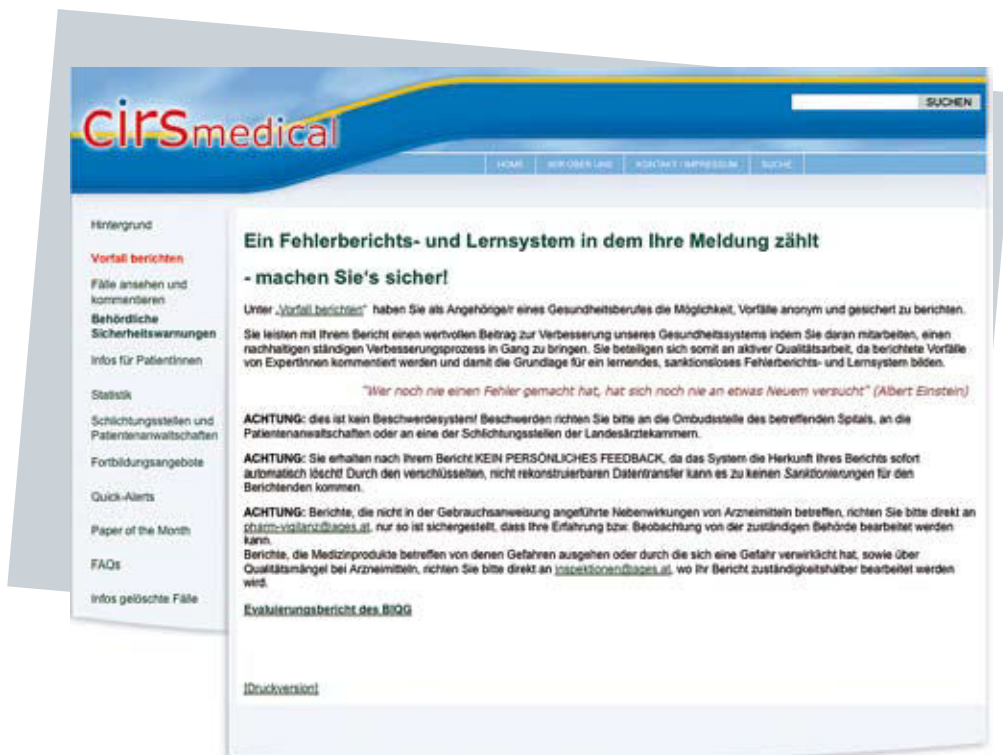 cirsmedical
SUCHEN
HOME
WIR ÜBER UNS
KONTAKT / IMPRESSUM
SUCHE
Hintergrund
Vorfall berichten
Fälle ansehen und
kommentieren
Behördliche
Sicherheitswarnungen
Infos für PatientInnen
Statistik
Schlichtungsstellen und
Patientenanwaltschaften
Fortbildungsangebote
Quick-Alerts
Paper of the Month
FAQs
Infos gelöschte Fälle
Ein Fehlerberichts- und Lernsystem in dem Ihre Meldung zählt
- machen Sie's sicher!
Unter „Vorfall berichten" haben Sie als Angehörige/r eines Gesundheitsberufes die Möglichkeit, Vorfälle anonym und gesichert zu berichten.
Sie leisten mit Ihrem Bericht einen wertvollen Beitrag zur Verbesserung unseres Gesundheitssystems indem Sie daran mitarbeiten, einen
nachhaltigen ständigen Verbesserungsprozess in Gang zu bringen. Sie beteiligen sich somit an aktiver Qualitätsarbeit, da berichtete Vorfälle
von ExpertInnen kommentiert werden und damit die Grundlage für ein lernendes, sanktionsloses Fehlerberichts- und Lernsystem bilden.
"Wer noch nie einen Fehler gemacht hat, hat sich noch nie an etwas Neuem versucht" (Albert Einstein)
ACHTUNG: dies ist kein Beschwerdesystem! Beschwerden richten Sie bitte an die Ombudsstelle des betreffenden Spitals, an die
Patientenanwaltschaften oder an eine der Schlichtungsstellen der Landesärztekammern.
ACHTUNG: Sie erhalten nach Ihrem Bericht KEIN PERSÖNLICHES FEEDBACK, da das System die Herkunft Ihres Berichts sofort
automatisch löscht! Durch den verschlüsselten, nicht rekonstruierbaren Datentransfer kann es zu keinen Sanktionierungen für den
Berichtenden kommen.
ACHTUNG: Berichte, die nicht in der Gebrauchsanweisung angeführte Nebenwirkungen von Arzneimitteln betreffen, richten Sie bitte direkt an
pharm-vigilanz@ages.at, nur so ist sichergestellt, dass Ihre Erfahrung bzw. Beobachtung von der zuständigen Behörde bearbeitet werden
kann.
Berichte, die Medizinprodukte betreffen von denen Gefahren ausgehen oder durch die sich eine Gefahr verwirklicht hat, sowie über
Qualitätsmängel bei Arzneimitteln, richten Sie bitte direkt an inspektionen@ages.at, wo Ihr Bericht zuständigkeitshalber bearbeitet werden
wird.
Evaluierungsbericht des BIQG
[Druckversion]